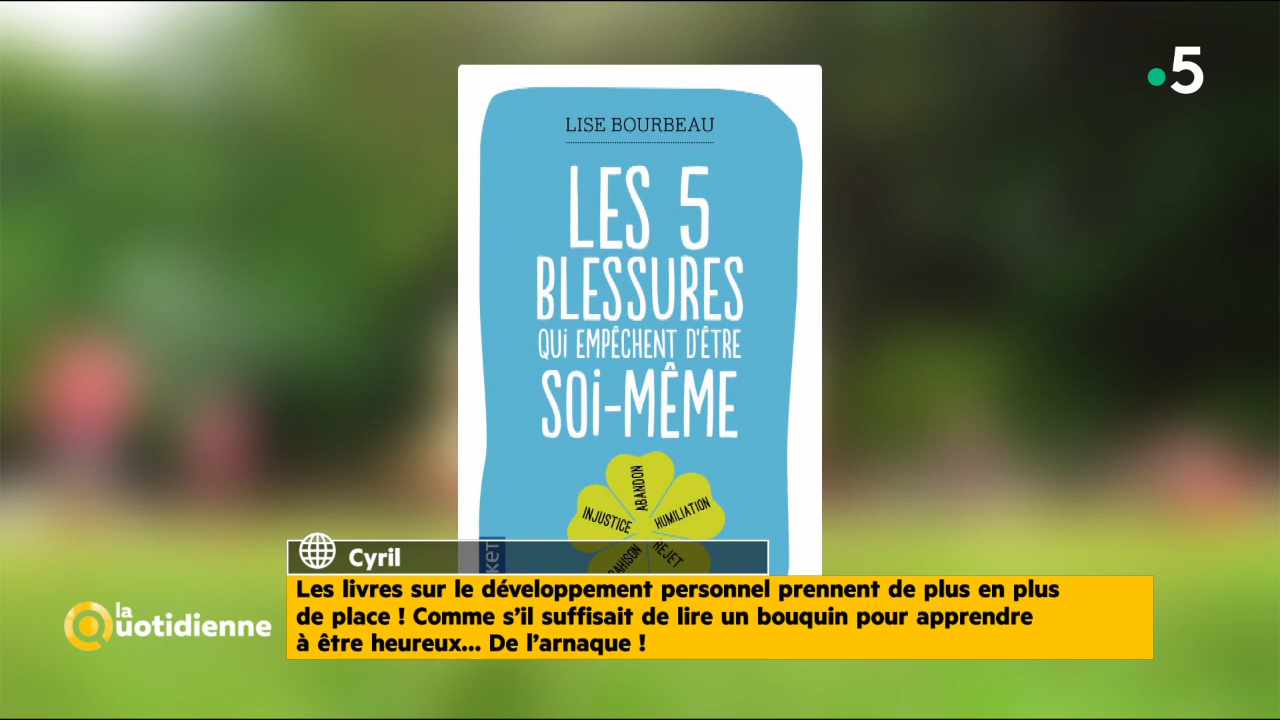 5
LISE BOURBEAU
LES 5
BLESSURES
QUi EMPÊCHENT D'ÊTRE
SOi-MÊME
ABANDON
INJUSTICE
HUMILIATION
REJET
Cyril
Les livres sur le développement personnel prennent de plus en plus
de place ! Comme s'il suffisait de lire un bouquin pour apprendre
à être heureux... De l'arnaque !
la
Quotidienne